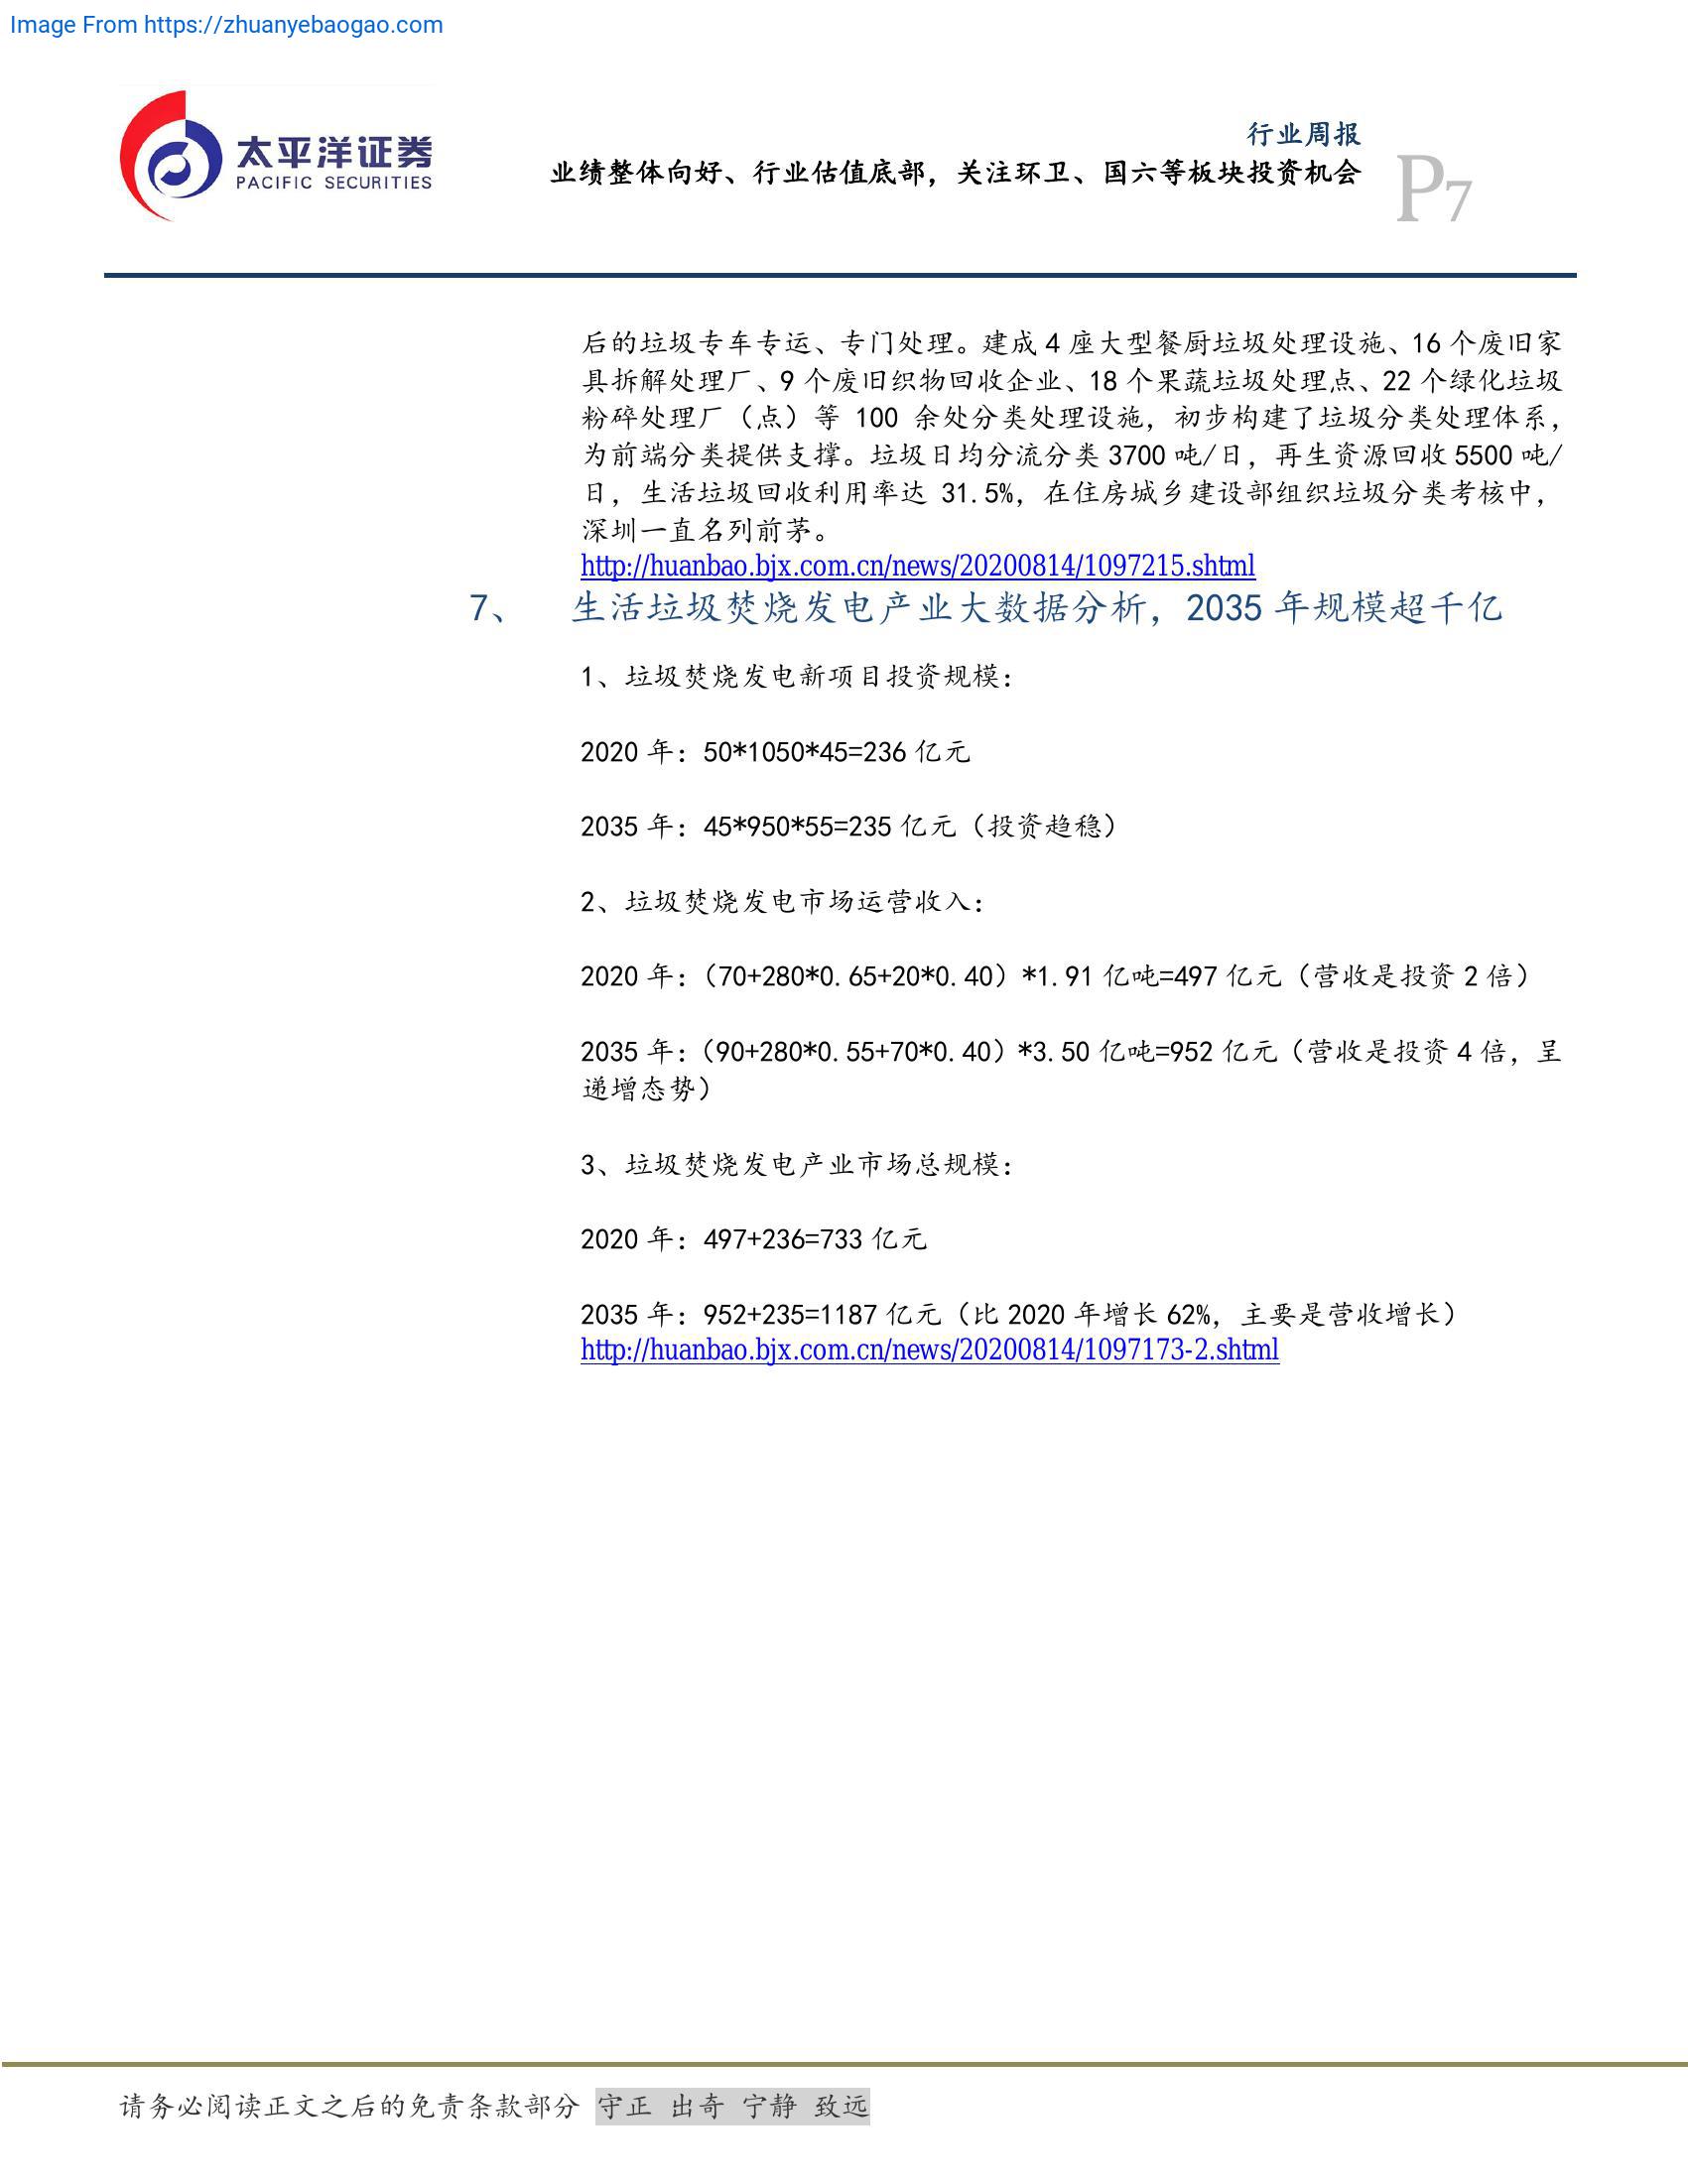 Image From https://zhuanyebaogao.com
太平洋证券
PACIFIC SECURITIES
行业周报
业绩整体向好、行业估值底部，关注环卫、国六等板块投资机会
P7
后的垃圾专车专运、专门处理。建成 4 座大型餐厨垃圾处理设施、16 个废旧家
具拆解处理厂、9 个废旧织物回收企业、18 个果蔬垃圾处理点、22 个绿化垃圾
粉碎处理厂（点）等 100 余处分类处理设施，初步构建了垃圾分类处理体系，
为前端分类提供支撑。垃圾日均分流分类 3700 吨/日，再生资源回收 5500 吨/
日，生活垃圾回收利用率达 31.5%，在住房城乡建设部组织垃圾分类考核中，
深圳一直名列前茅。
http://huanbao.bjx.com.cn/news/20200814/1097215.shtml
7、 生活垃圾焚烧发电产业大数据分析，2035 年规模超千亿
1、垃圾焚烧发电新项目投资规模：
2020 年：50*1050*45=236 亿元
2035 年：45*950*55=235 亿元（投资趋稳）
2、垃圾焚烧发电市场运营收入：
2020 年：（70+280*0.65+20*0.40）*1.91 亿吨=497 亿元（营收是投资 2 倍）
2035 年：（90+280*0.55+70*0.40）*3.50 亿吨=952 亿元（营收是投资 4 倍，呈
递增态势）
3、垃圾焚烧发电产业市场总规模：
2020 年：497+236=733 亿元
2035 年：952+235=1187 亿元（比 2020 年增长 62%，主要是营收增长）
http://huanbao.bjx.com.cn/news/20200814/1097173-2.shtml
请务必阅读正文之后的免责条款部分 守正 出奇 宁静 致远